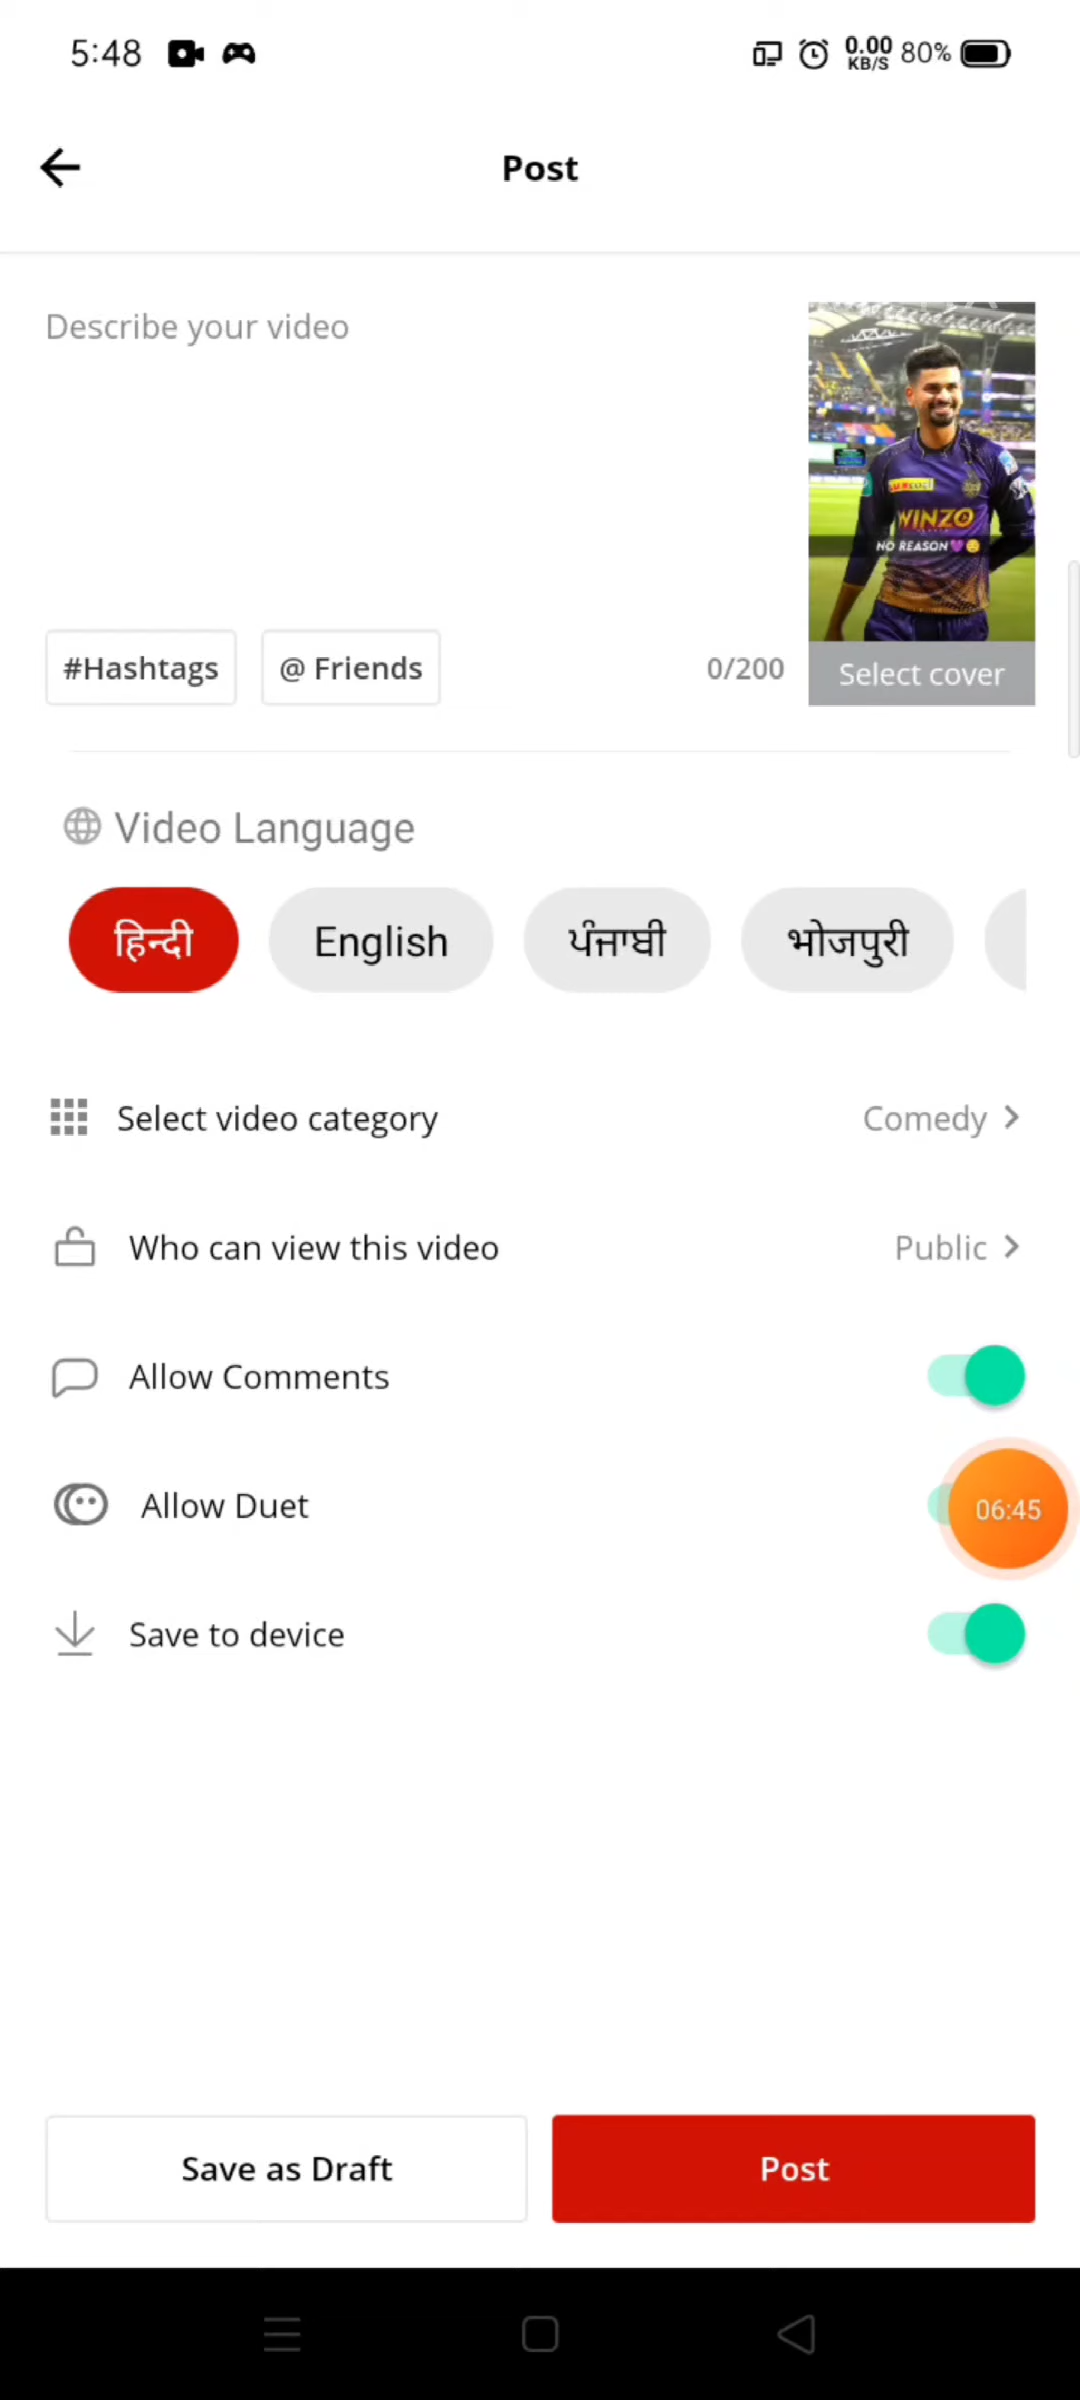 5:48 0.00 KB/S 80%
Post
Describe your video
WINZO
NO REASON💜😔
#Hashtags @ Friends 0/200 Select cover
Video Language
हिन्दी English ਪੰਜਾਬੀ भोजपुरी
Select video category Comedy
Who can view this video Public
Allow Comments
Allow Duet 06:45
Save to device
Save as Draft Post